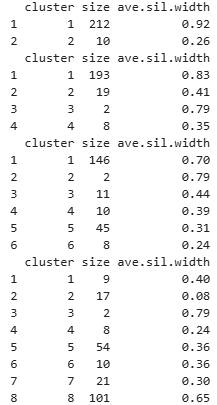 cluster size ave.sil.width
1 1 212 0.92
2 2 10 0.26
cluster size ave.sil.width
1 1 193 0.83
2 2 19 0.41
3 3 2 0.79
4 4 8 0.35
cluster size ave.sil.width
1 1 146 0.70
2 2 2 0.79
3 3 11 0.44
4 4 10 0.39
5 5 45 0.31
6 6 8 0.24
cluster size ave.sil.width
1 1 9 0.40
2 2 17 0.08
3 3 2 0.79
4 4 8 0.24
5 5 54 0.36
6 6 10 0.36
7 7 21 0.30
8 8 101 0.65